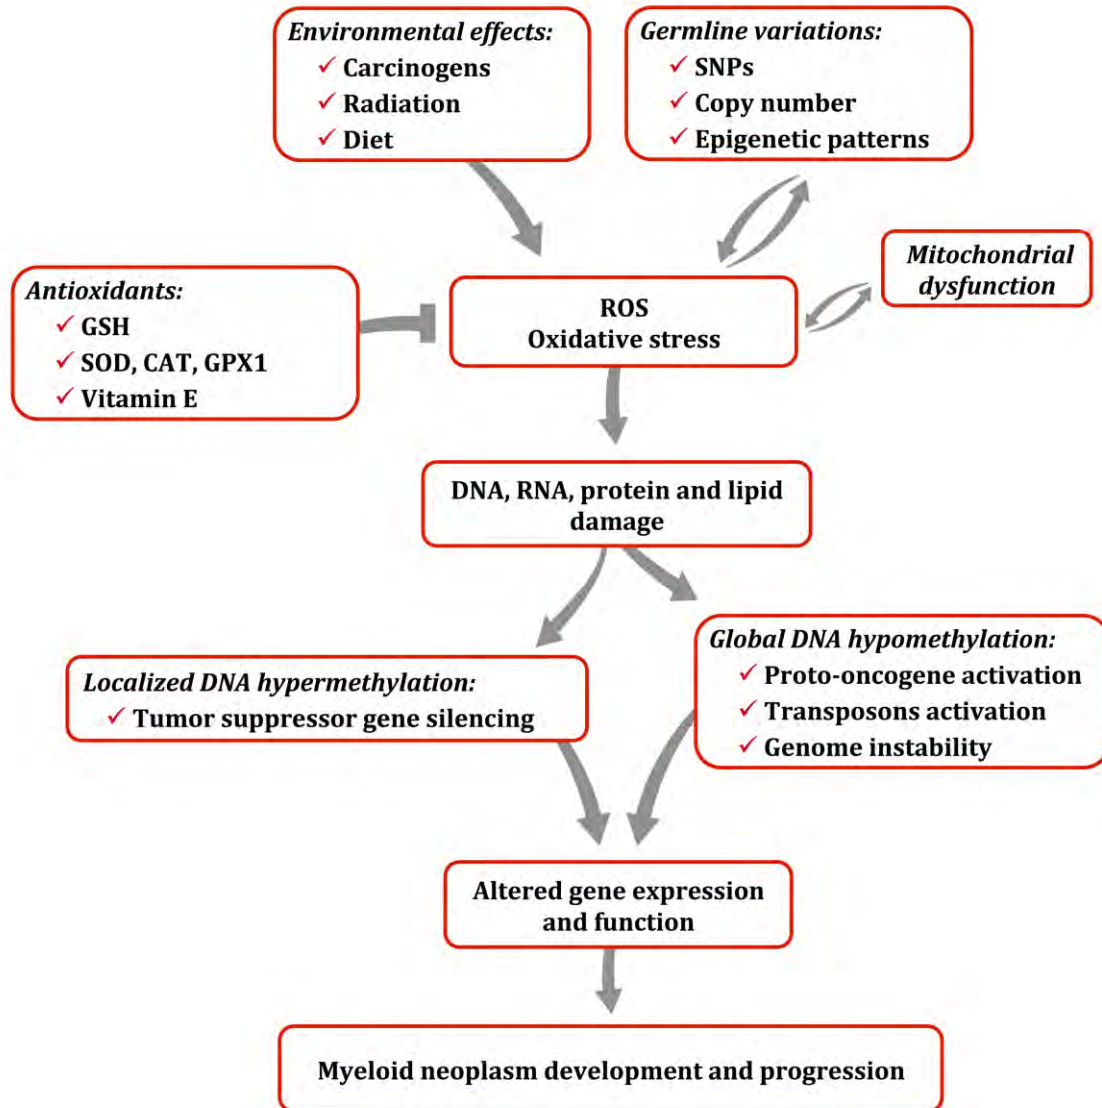 Environmental effects:
✓ Carcinogens
✓ Radiation
✓ Diet
Germline variations:
✓ SNPs
✓ Copy number
✓ Epigenetic patterns
Mitochondrial
dysfunction
Antioxidants:
✓ GSH
✓ SOD, CAT, GPX1
✓ Vitamin E
ROS
Oxidative stress
DNA, RNA, protein and lipid
damage
Localized DNA hypermethylation:
✓ Tumor suppressor gene silencing
Global DNA hypomethylation:
✓ Proto-oncogene activation
✓ Transposons activation
✓ Genome instability
Altered gene expression
and function
Myeloid neoplasm development and progression